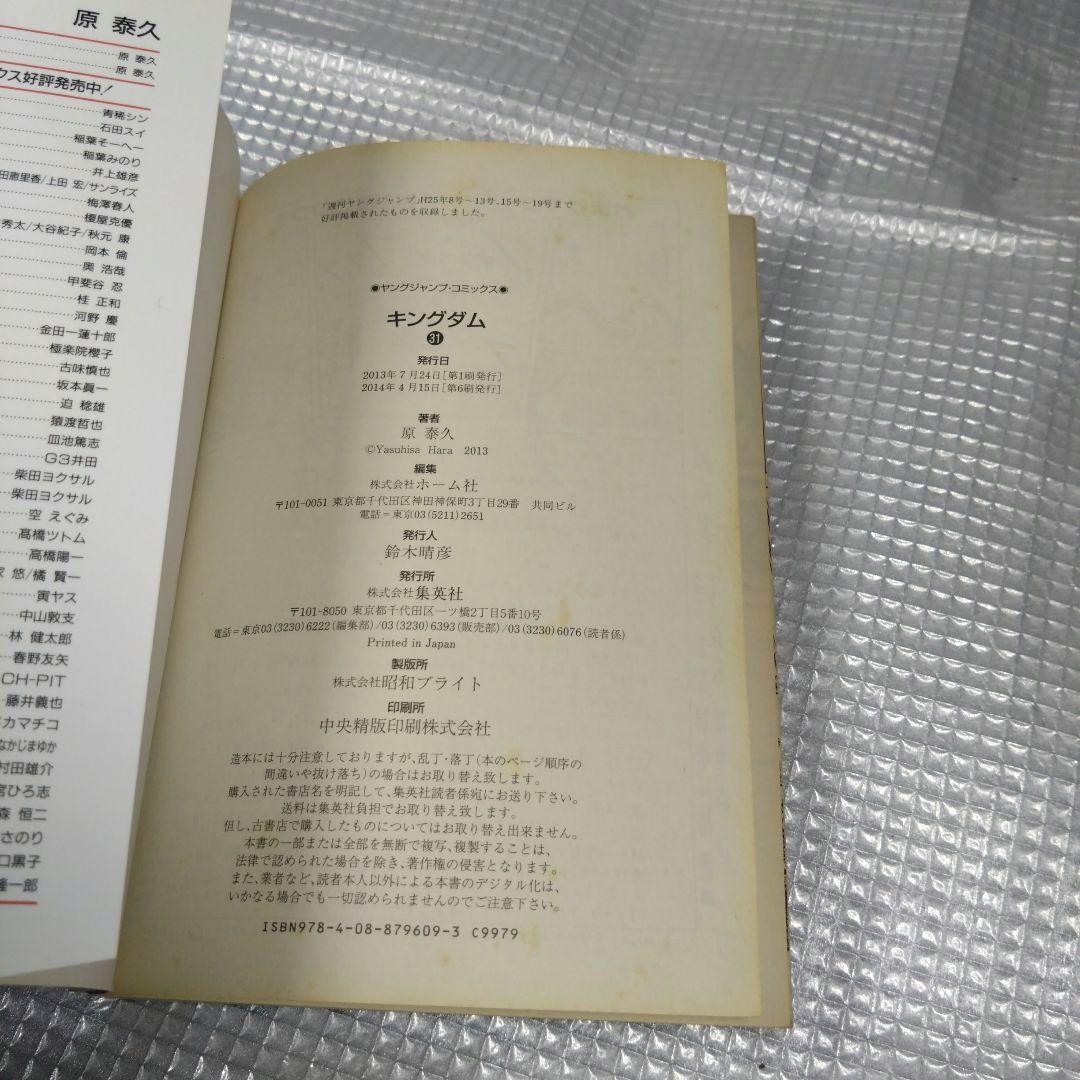 原 泰久
原 泰久
原 泰久
クス好評発売中!
青稀シン
石田スイ
稲葉そーへー
稲葉みのり
井上雄彦
田恵里香/上田 宏/サンライズ
梅澤春人
榎屋克優
秀太/大谷紀子/秋元 康
岡本 倫
奥 浩哉
甲斐谷 忍
桂 正和
河野 慶
金田一蓮十郎
極楽院櫻子
古味慎也
坂本眞一
迫 稔雄
猿渡哲也
皿池篤志
G3井田
柴田ヨクサル
柴田ヨクサル
空 えぐみ
髙橋ツトム
高橋陽一
悠/橘 賢一
寅ヤス
中山敦支
林 健太郎
春野友矢
CH-PIT
藤井義也
カマチコ
なかじまゆか
村田雄介
宮ひろ志
森 恒二
さのり
口黒子
隆一郎
「週刊ヤングジャンプ」H25年8号〜13号、15号〜19号まで
好評掲載されたものを収録しました。
●ヤングジャンプ・コミックス●
キングダム
31
発行日
2013年7月24日[第1刷発行]
2014年4月15日[第6刷発行]
著者
原 泰久
©Yasuhisa Hara 2013
編集
株式会社ホーム社
〒101-0051 東京都千代田区神田神保町3丁目29番 共同ビル
電話=東京03(5211)2651
発行人
鈴木晴彦
発行所
株式会社集英社
〒101-8050 東京都千代田区一ツ橋2丁目5番10号
電話=東京03(3230)6222(編集部)/03(3230)6393(販売部)/03(3230)6076(読者係)
Printed in Japan
製版所
株式会社昭和ブライト
印刷所
中央精版印刷株式会社
造本には十分注意しておりますが、乱丁・落丁(本のページ順序の
間違いや抜け落ち)の場合はお取り替え致します。
購入された書店名を明記して、集英社読者係宛にお送り下さい。
送料は集英社負担でお取り替え致します。
但し、古書店で購入したものについてはお取り替え出来ません。
本書の一部または全部を無断で複写、複製することは、
法律で認められた場合を除き、著作権の侵害となります。
また、業者など、読者本人以外による本書のデジタル化は、
いかなる場合でも一切認められませんのでご注意下さい。
ISBN978-4-08-879609-3 C9979